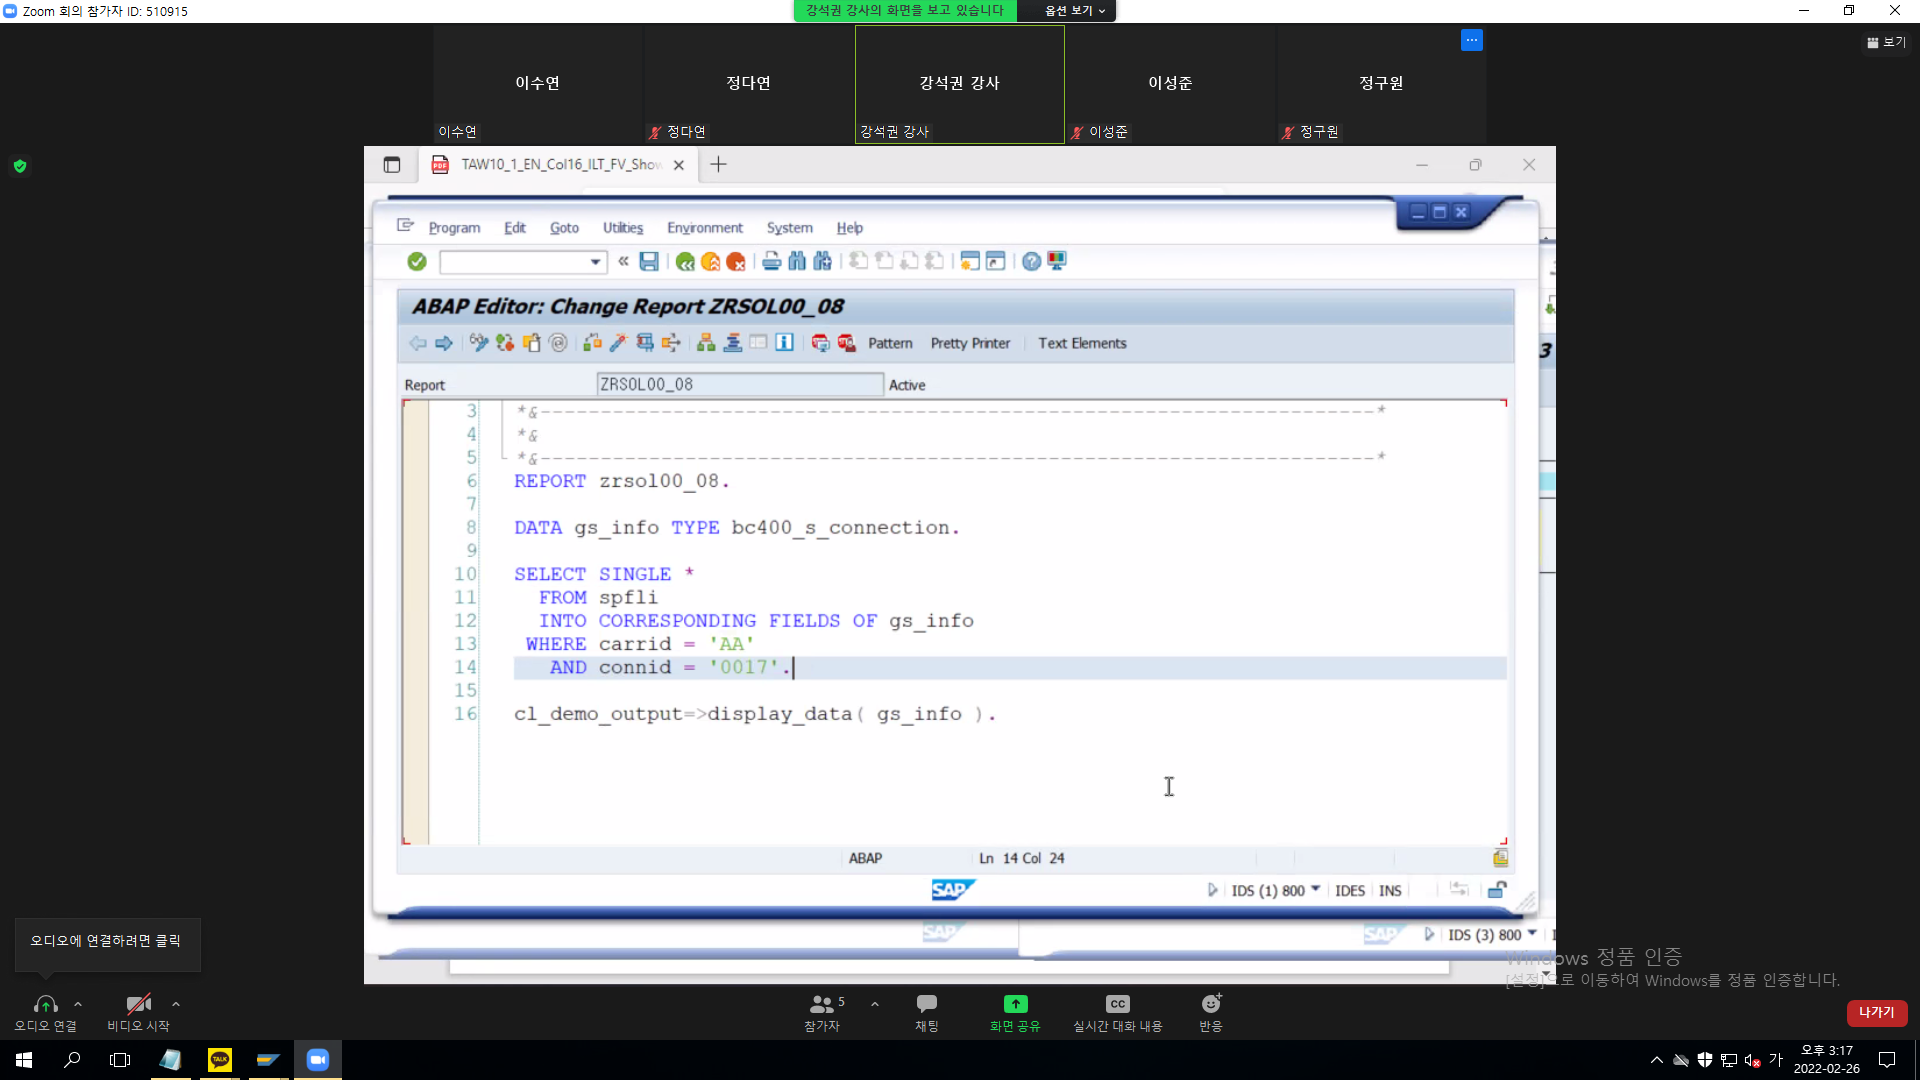 Zoom 회의 참가자 ID: 510915
강석권 강사의 화면을 보고 있습니다
옵션 보기
이수연
정다연
강석권 강사
이성준
정구원
보기
이수연
정다연
강석권 강사
이성준
정구원
TAW10_1_EN_Col16_ILT_FV_Show
Program Edit Goto Utilities Environment System Help
ABAP Editor: Change Report ZRSOL00_08
Pattern Pretty Printer Text Elements
3
Report ZRSOL00_08 Active
3 *&---------------------------------------------------------------------*
4 *&
5 *&---------------------------------------------------------------------*
6 REPORT zrsol00_08.
7
8 DATA gs_info TYPE bc400_s_connection.
9
10 SELECT SINGLE *
11 FROM spfli
12 INTO CORRESPONDING FIELDS OF gs_info
13 WHERE carrid = 'AA'
14 AND connid = '0017'.
15
16 cl_demo_output=>display_data( gs_info ).
ABAP Ln 14 Col 24
SAP IDS (1) 800 IDES INS
SAP SAP IDS (3) 800
오디오에 연결하려면 클릭
Windows 정품 인증
[설정]으로 이동하여 Windows를 정품 인증합니다.
오디오 연결
비디오 시작
5
참가자
채팅
화면 공유
CC
실시간 대화 내용
반응
나가기
TALK
가
오후 3:17
2022-02-26